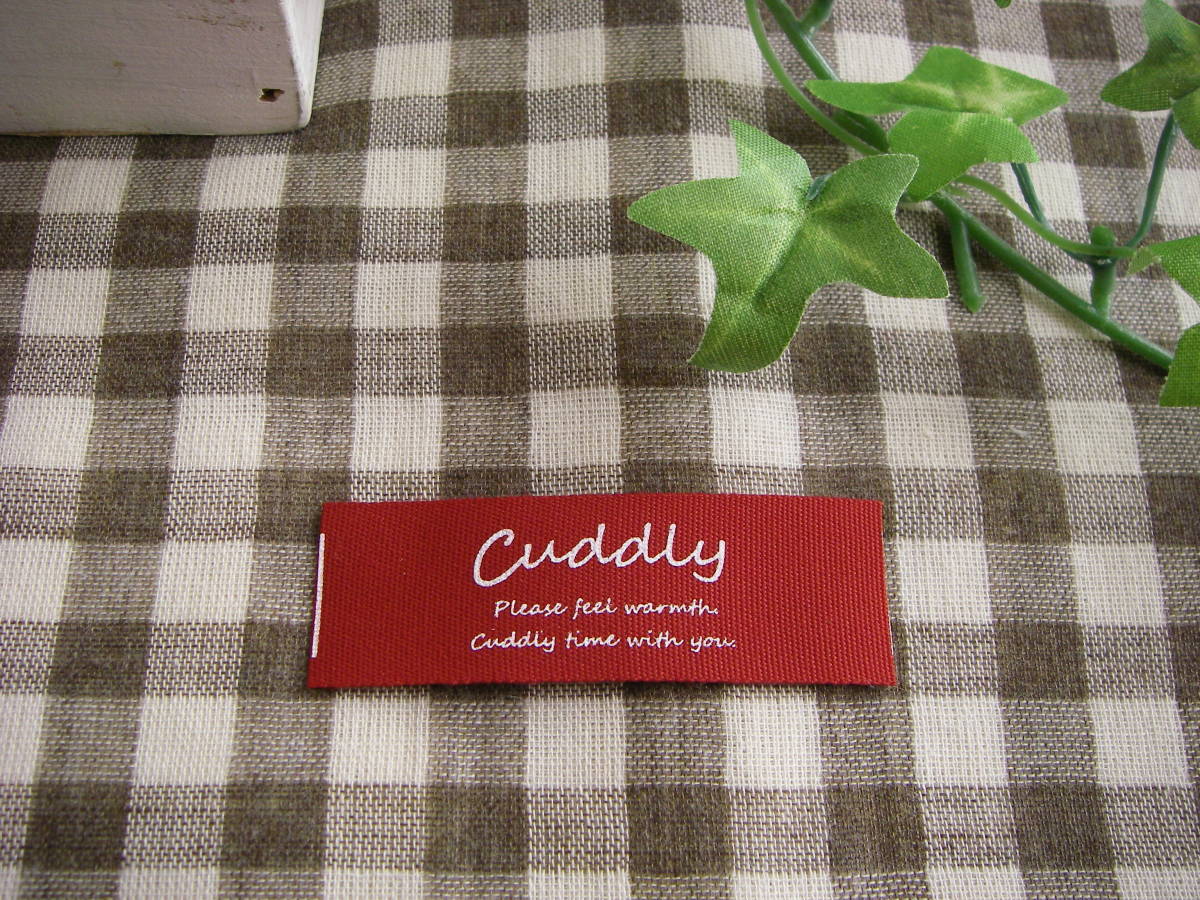 Cuddly
Please feel warmth.
Cuddly time with you.